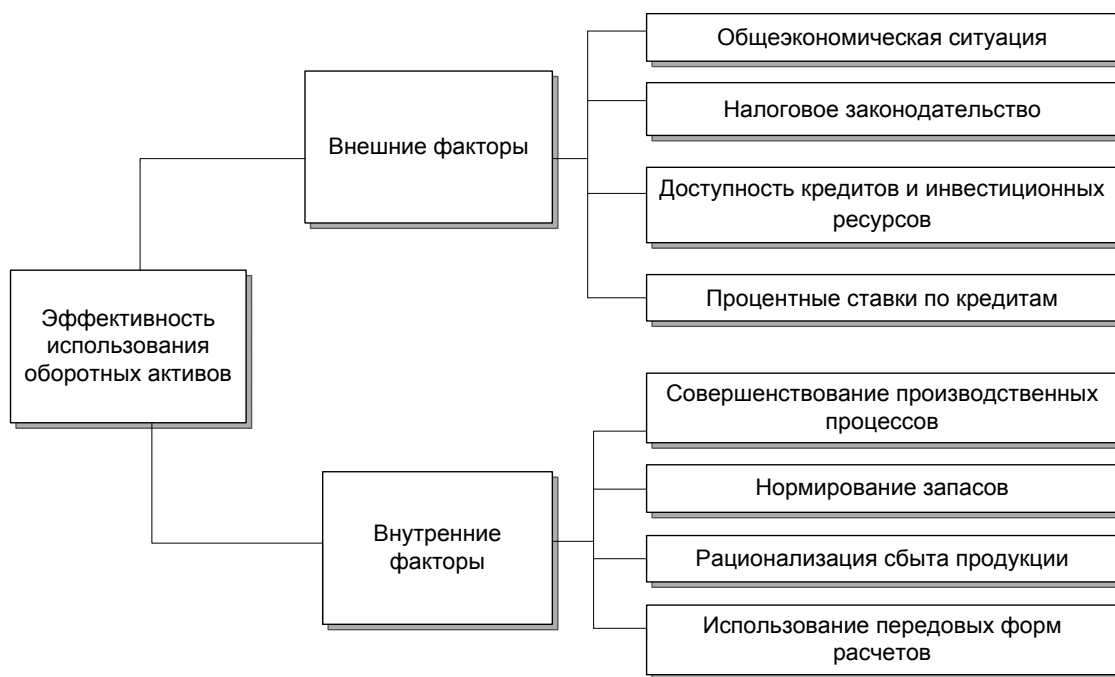 Общеэкономическая ситуация
Налоговое законодательство
Внешние факторы
Доступность кредитов и инвестиционных
ресурсов
Процентные ставки по кредитам
Эффективность
использования
оборотных активов
Совершенствование производственных
процессов
Нормирование запасов
Внутренние
факторы
Рационализация сбыта продукции
Использование передовых форм
расчетов